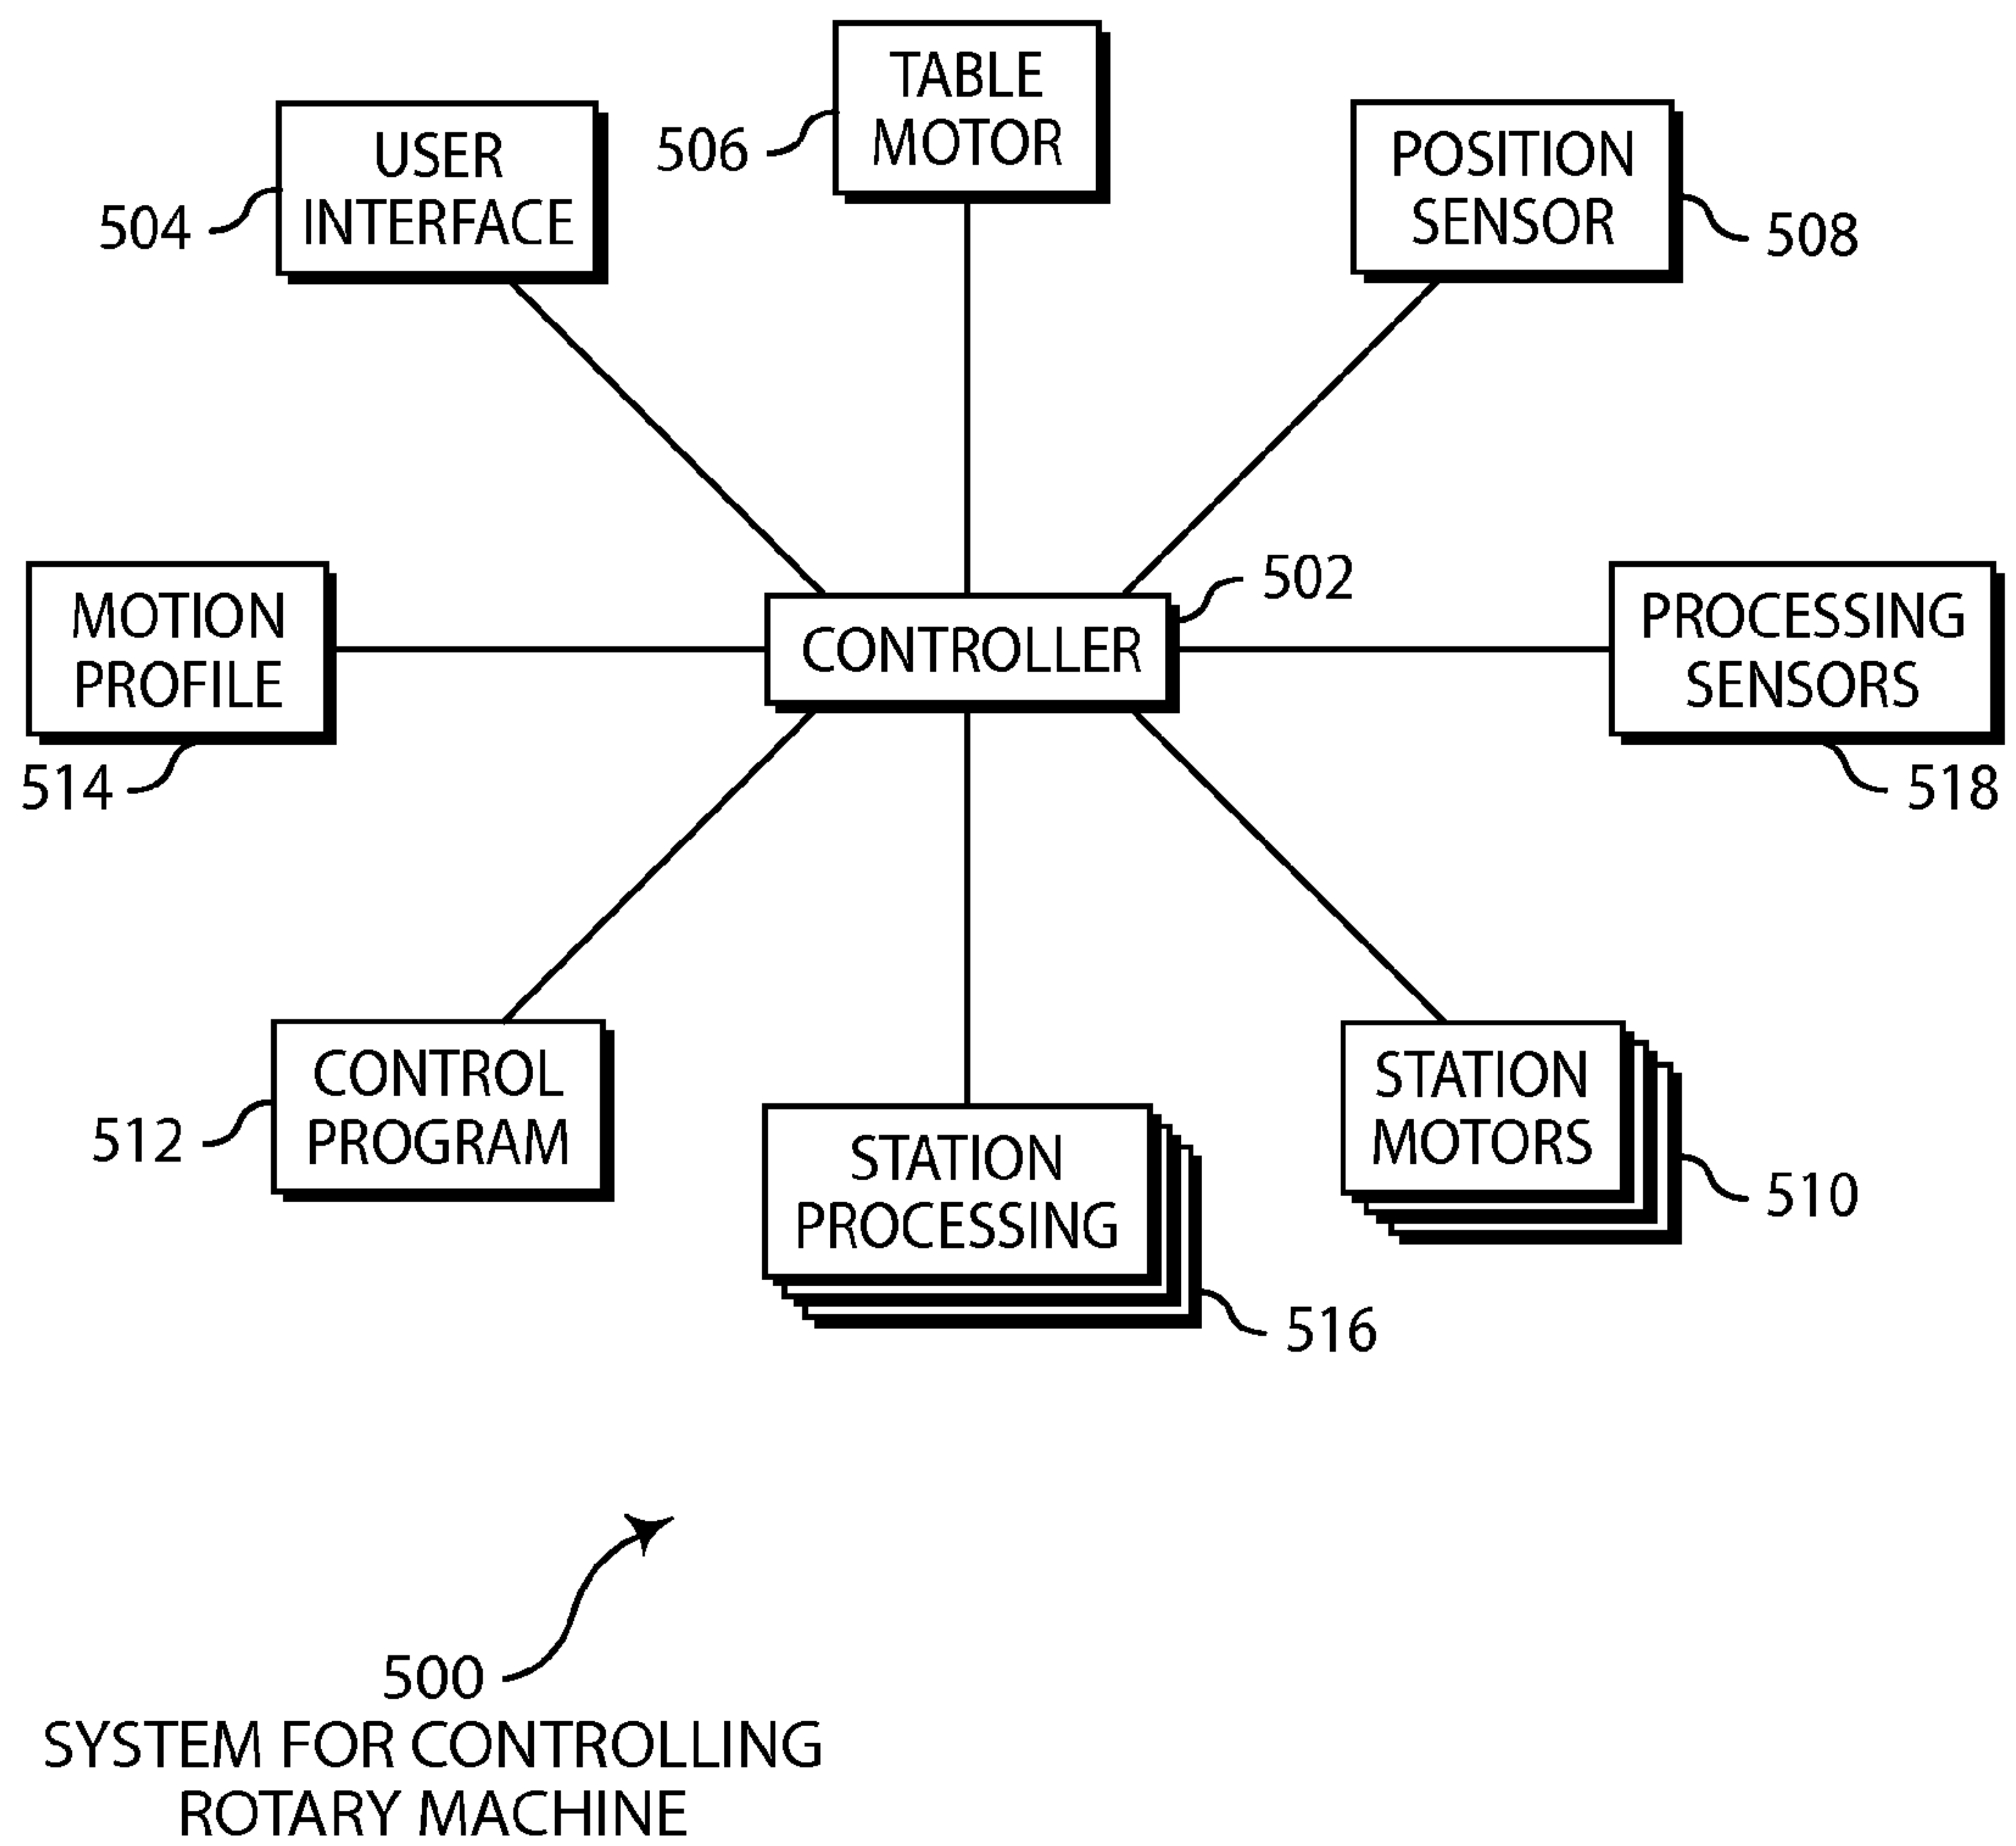 TABLE
MOTOR
506
USER
INTERFACE
504
POSITION
SENSOR
508
MOTION
PROFILE
514
CONTROLLER
502
PROCESSING
SENSORS
518
CONTROL
PROGRAM
512
STATION
PROCESSING
516
STATION
MOTORS
510
500
SYSTEM FOR CONTROLLING
ROTARY MACHINE